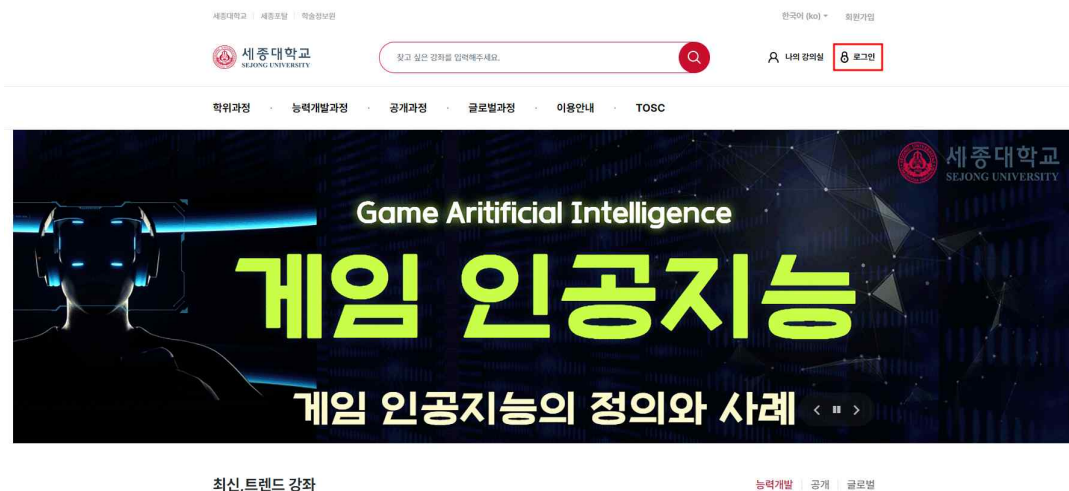 세종대학교 세종포탈 학술정보원 한국어 (ko) 회원가입
세종대학교
SEJONG UNIVERSITY
찾고 싶은 강좌를 입력해주세요.
나의 강의실 로그인
학위과정 · 능력개발과정 · 공개과정 · 글로벌과정 · 이용안내 · TOSC
세종대학교
SEJONG UNIVERSITY
Game Aritificial Intelligence
게임 인공지능
게임 인공지능의 정의와 사례
최신.트렌드 강좌 능력개발 공개 글로벌